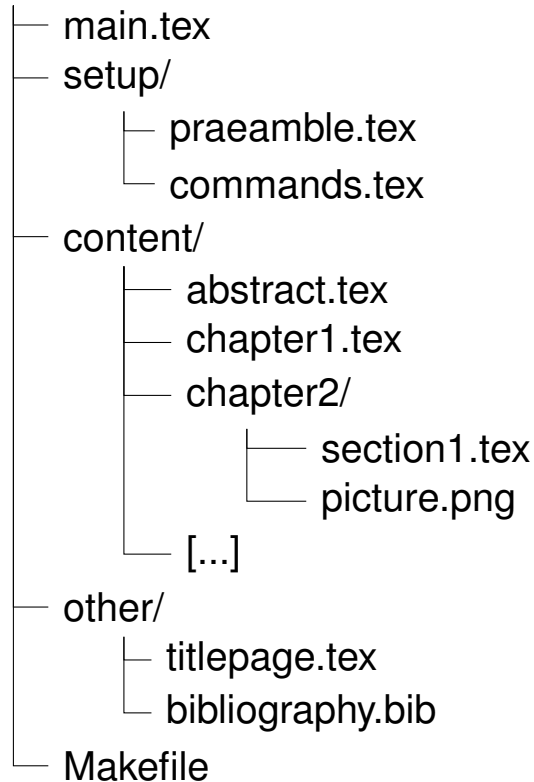 main.tex
setup/
praeamble.tex
commands.tex
content/
abstract.tex
chapter1.tex
chapter2/
section1.tex
picture.png
[...]
other/
titlepage.tex
bibliography.bib
Makefile